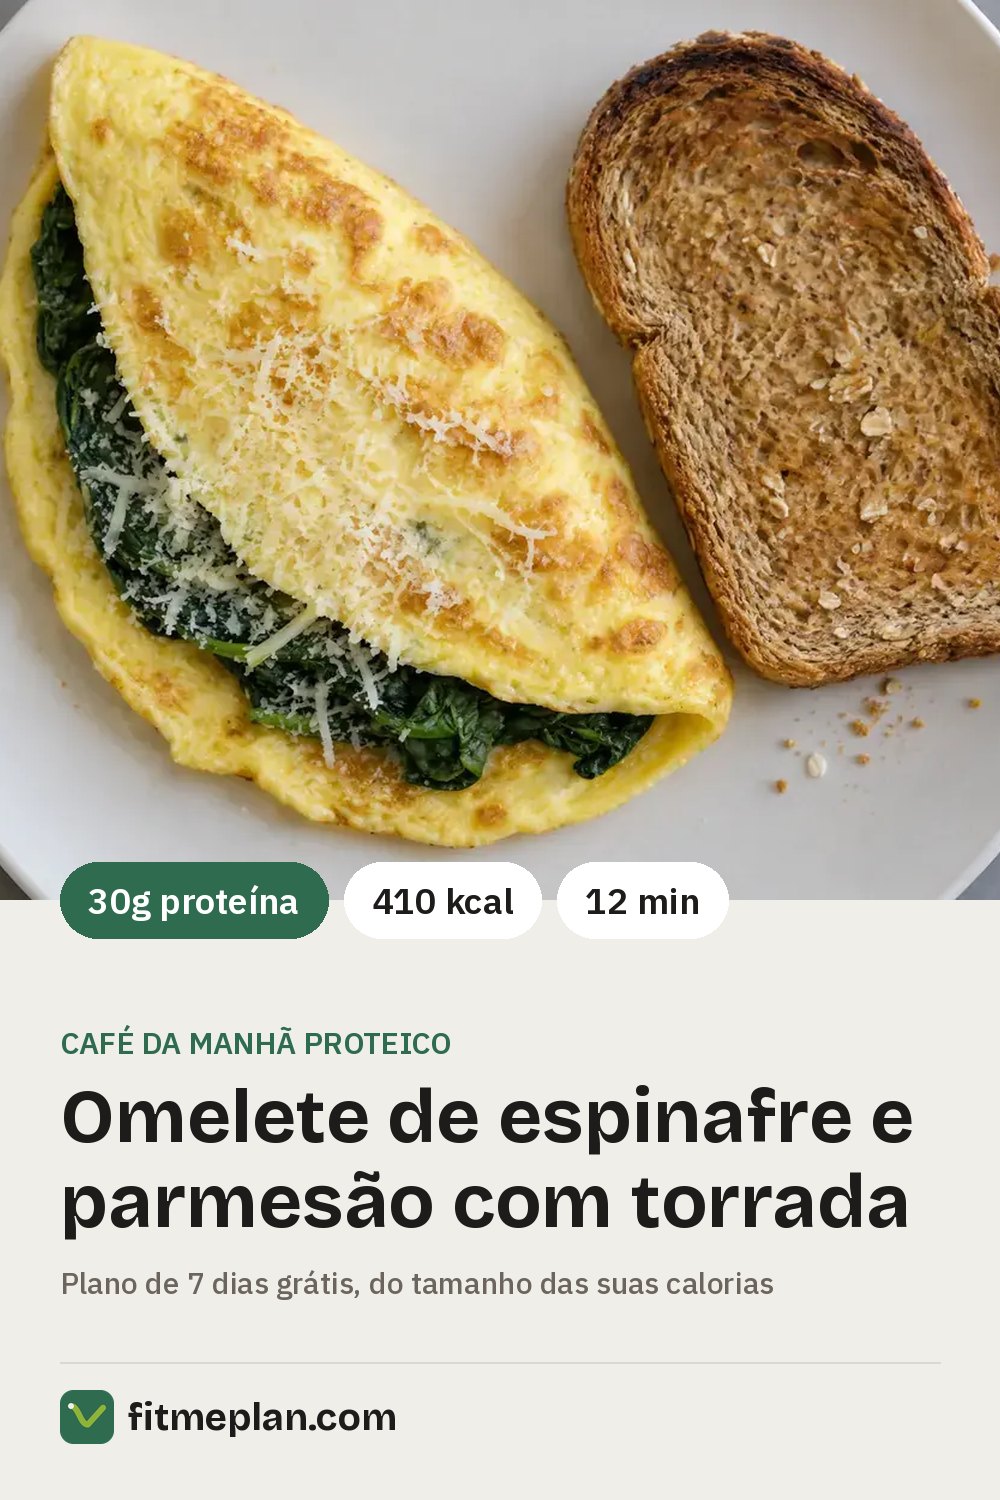 30g proteína
410 kcal
12 min
CAFÉ DA MANHÃ PROTEICO
Omelete de espinafre e
parmesão com torrada
Plano de 7 dias grátis, do tamanho das suas calorias
fitmeplan.com